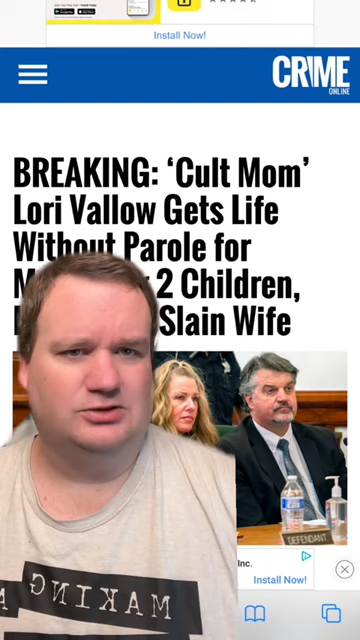 Install Now!
CRIME
ONLINE
BREAKING: ‘Cult Mom’
Lori Vallow Gets Life
Without Parole for
2 Children,
Slain Wife
DEFENDANT
MAKING
Inc.
Install Now!